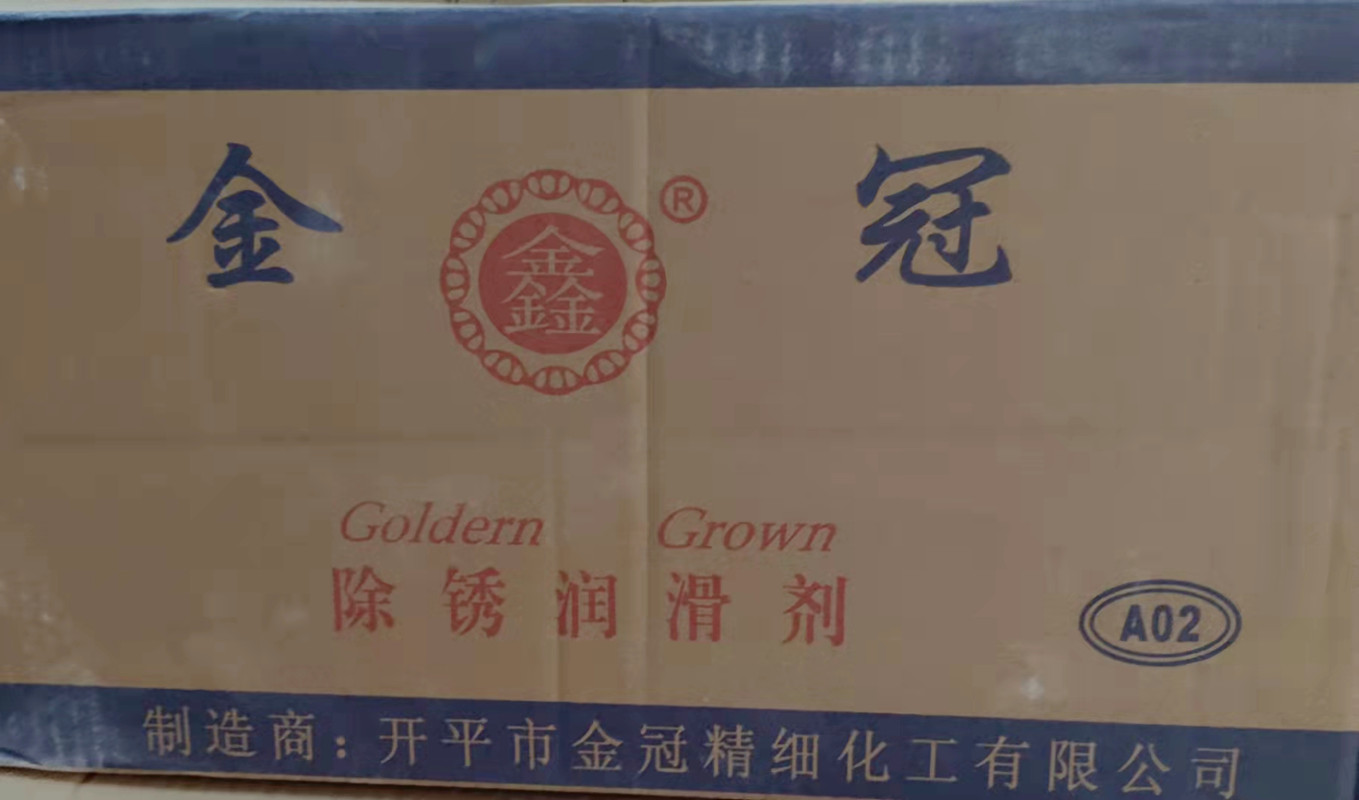 金 鑫 ® 冠
Goldern Grown
除锈润滑剂
A02
制造商：开平市金冠精细化工有限公司